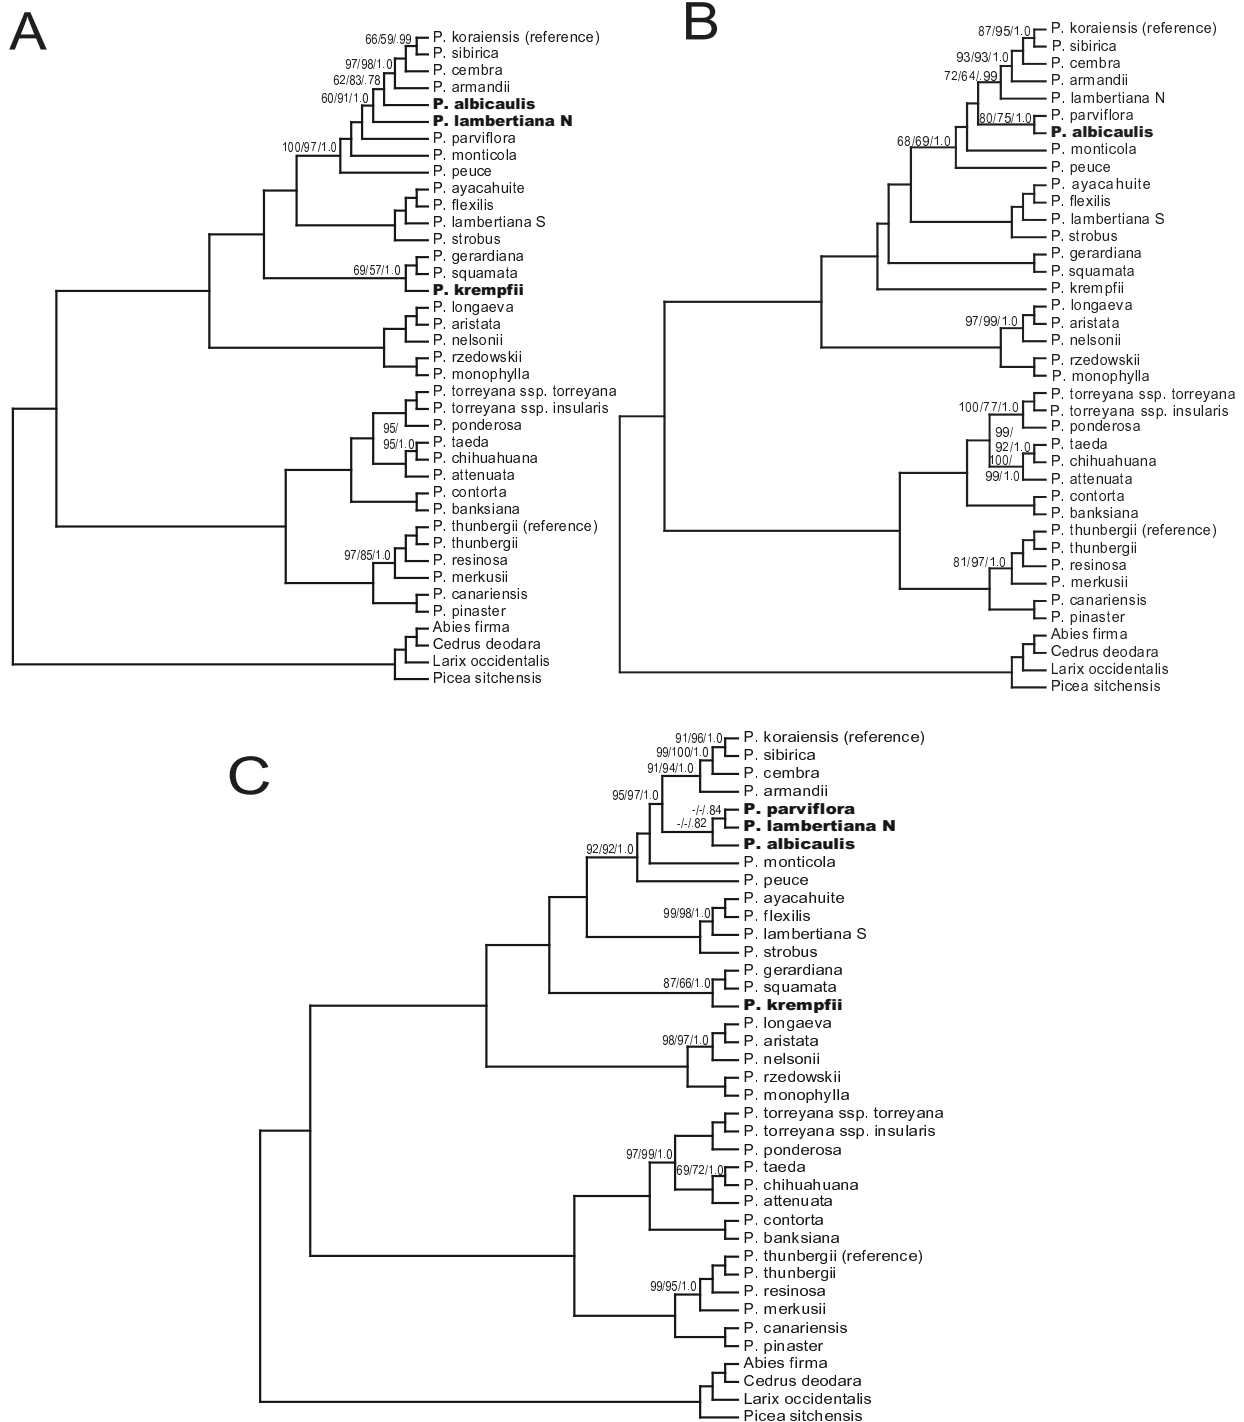 A
66/59/.99
P. koraiensis (reference)
P. sibirica
97/98/1.0
P. cembra
62/83/.78
P. armandii
60/91/1.0
P. albicaulis
P. lambertiana N
P. parviflora
100/97/1.0
P. monticola
P. peuce
P. ayacahuite
P. flexilis
P. lambertiana S
P. strobus
P. gerardiana
69/57/1.0
P. squamata
P. krempfii
P. longaeva
P. aristata
P. nelsonii
P. rzedowskii
P. monophylla
P. torreyana ssp. torreyana
P. torreyana ssp. insularis
P. ponderosa
95/
95/1.0
P. taeda
P. chihuahuana
P. attenuata
P. contorta
P. banksiana
P. thunbergii (reference)
P. thunbergii
97/85/1.0
P. resinosa
P. merkusii
P. canariensis
P. pinaster
Abies firma
Cedrus deodara
Larix occidentalis
Picea sitchensis
B
87/95/1.0
P. koraiensis (reference)
P. sibirica
93/93/1.0
P. cembra
72/64/.99
P. armandii
P. lambertiana N
P. parviflora
80/75/1.0
P. albicaulis
68/69/1.0
P. monticola
P. peuce
P. ayacahuite
P. flexilis
P. lambertiana S
P. strobus
P. gerardiana
P. squamata
P. krempfii
P. longaeva
97/99/1.0
P. aristata
P. nelsonii
P. rzedowskii
P. monophylla
P. torreyana ssp. torreyana
100/77/1.0
P. torreyana ssp. insularis
P. ponderosa
99/
92/1.0
P. taeda
100/
P. chihuahuana
99/1.0
P. attenuata
P. contorta
P. banksiana
P. thunbergii (reference)
P. thunbergii
81/97/1.0
P. resinosa
P. merkusii
P. canariensis
P. pinaster
Abies firma
Cedrus deodara
Larix occidentalis
Picea sitchensis
C
91/96/1.0
P. koraiensis (reference)
99/100/1.0
P. sibirica
91/94/1.0
P. cembra
P. armandii
95/97/1.0
-/-/.84
P. parviflora
-/-/.82
P. lambertiana N
P. albicaulis
92/92/1.0
P. monticola
P. peuce
P. ayacahuite
99/98/1.0
P. flexilis
P. lambertiana S
P. strobus
P. gerardiana
87/66/1.0
P. squamata
P. krempfii
P. longaeva
98/97/1.0
P. aristata
P. nelsonii
P. rzedowskii
P. monophylla
P. torreyana ssp. torreyana
P. torreyana ssp. insularis
97/99/1.0
P. ponderosa
69/72/1.0
P. taeda
P. chihuahuana
P. attenuata
P. contorta
P. banksiana
P. thunbergii (reference)
P. thunbergii
99/95/1.0
P. resinosa
P. merkusii
P. canariensis
P. pinaster
Abies firma
Cedrus deodara
Larix occidentalis
Picea sitchensis